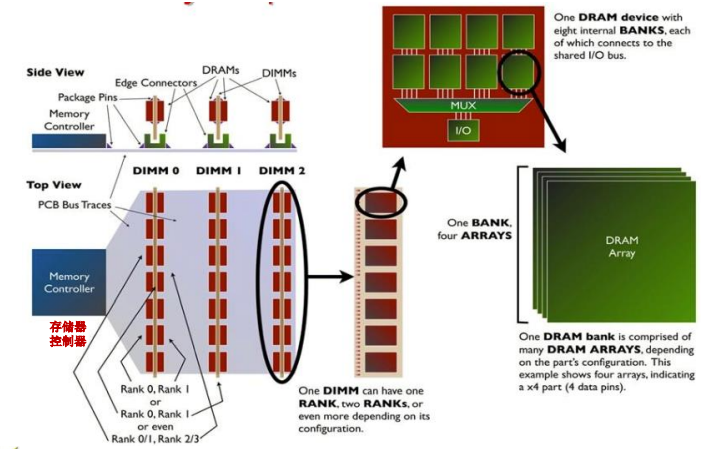 Side View
Package Pins
Memory
Controller
Edge Connectors
DRAMs
DIMMs
DIMM 0
DIMM 1
DIMM 2
Top View
PCB Bus Traces
Memory
Controller
存储器
控制器
Rank 0, Rank 1
or
Rank 0, Rank 1
or even
Rank 0/1, Rank 2/3
One DIMM can have one
RANK, two RANKs, or
even more depending on its
configuration.
MUX
I/O
One DRAM device with
eight internal BANKS, each
of which connects to the
shared I/O bus.
One BANK,
four ARRAYS
DRAM
Array
One DRAM bank is comprised of
many DRAM ARRAYS, depending
on the part's configuration. This
example shows four arrays, indicating
a x4 part (4 data pins).